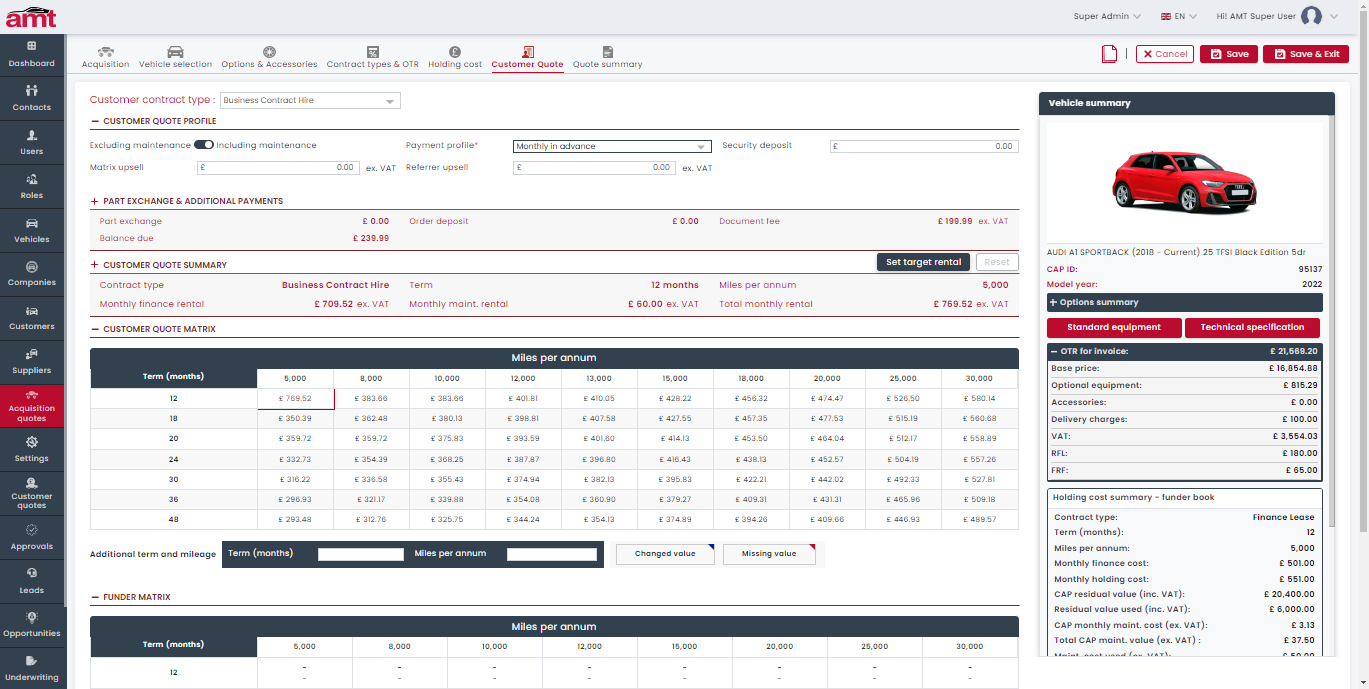 amt
Super Admin
EN
Hi! AMT Super User
Dashboard
Contacts
Users
Roles
Vehicles
Companies
Customers
Suppliers
Acquisition quotes
Settings
Customer quotes
Approvals
Leads
Opportunities
Underwriting
Acquisition Vehicle selection Options & Accessories Contract types & OTR Holding cost Customer Quote Quote summary
Cancel Save Save & Exit
Customer contract type : Business Contract Hire
CUSTOMER QUOTE PROFILE
Excluding maintenance Including maintenance Payment profile* Monthly in advance Security deposit £ 0.00
Matrix upsell £ 0.00 ex. VAT Referrer upsell £ 0.00 ex. VAT
+ PART EXCHANGE & ADDITIONAL PAYMENTS
Part exchange £ 0.00 Order deposit £ 0.00 Document fee £ 199.99 ex. VAT
Balance due £ 239.99
+ CUSTOMER QUOTE SUMMARY Set target rental Reset
Contract type Business Contract Hire Term 12 months Miles per annum 5,000
Monthly finance rental £ 709.52 ex. VAT Monthly maint. rental £ 60.00 ex. VAT Total monthly rental £ 769.52 ex. VAT
CUSTOMER QUOTE MATRIX
Miles per annum
Term (months) 5,000 8,000 10,000 12,000 13,000 15,000 18,000 20,000 25,000 30,000
12 £ 769.52 £ 383.66 £ 383.66 £ 401.81 £ 410.05 £ 428.22 £ 456.32 £ 474.47 £ 526.50 £ 580.14
18 £ 350.39 £ 362.48 £ 380.13 £ 398.81 £ 407.58 £ 427.55 £ 457.35 £ 477.53 £ 515.19 £ 560.68
20 £ 359.72 £ 359.72 £ 375.83 £ 393.59 £ 401.60 £ 414.13 £ 453.50 £ 464.04 £ 512.17 £ 558.89
24 £ 332.73 £ 354.39 £ 368.25 £ 387.87 £ 396.80 £ 416.43 £ 438.13 £ 452.57 £ 504.19 £ 557.26
30 £ 316.22 £ 336.58 £ 355.43 £ 374.94 £ 382.13 £ 395.83 £ 422.21 £ 442.02 £ 492.33 £ 527.81
36 £ 296.93 £ 321.17 £ 339.88 £ 354.08 £ 360.90 £ 379.27 £ 409.31 £ 431.31 £ 465.96 £ 509.18
48 £ 293.48 £ 312.76 £ 325.75 £ 344.24 £ 354.13 £ 374.89 £ 394.26 £ 409.66 £ 446.93 £ 489.57
Additional term and mileage Term (months) Miles per annum Changed value Missing value
FUNDER MATRIX
Miles per annum
Term (months) 5,000 8,000 10,000 12,000 15,000 20,000 25,000 30,000
12 - - - - - - - -
- - - - - - - -
Vehicle summary
AUDI A1 SPORTBACK (2018 - Current) 25 TFSI Black Edition 5dr
CAP ID: 95137
Model year: 2022
+ Options summary
Standard equipment Technical specification
OTR for invoice: £ 21,569.20
Base price: £ 16,854.88
Optional equipment: £ 815.29
Accessories: £ 0.00
Delivery charges: £ 100.00
VAT: £ 3,554.03
RFL: £ 180.00
FRF: £ 65.00
Holding cost summary - funder book
Contract type: Finance Lease
Term (months): 12
Miles per annum: 5,000
Monthly finance cost: £ 501.00
Monthly holding cost: £ 551.00
CAP residual value (inc. VAT): £ 20,400.00
Residual value used (inc. VAT): £ 6,000.00
CAP monthly maint. cost (ex. VAT): £ 3.13
Total CAP maint. value (ex. VAT) : £ 37.50
Maint. cost used (ex. VAT): £ 50.00